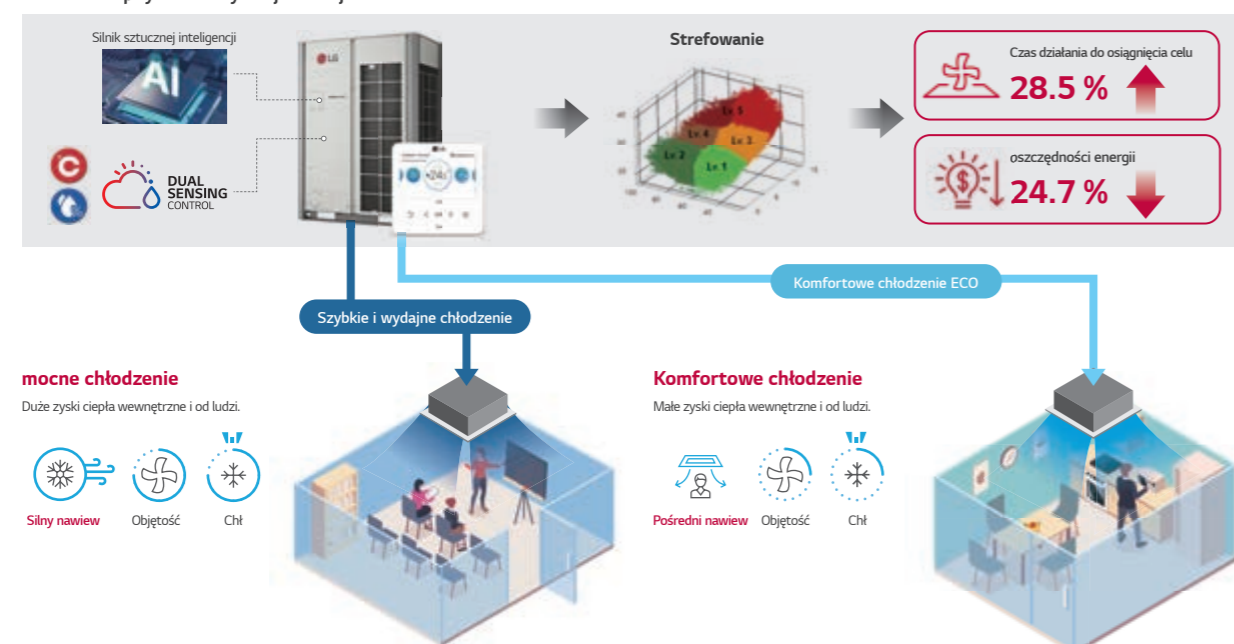 Silnik sztucznej inteligencji
AI
LG
DUAL
SENSING
CONTROL
Strefowanie
Lv. 5
Lv. 4
Lv. 3
Lv. 2
Lv. 1
Czas działania do osiągnięcia celu
28.5 %
oszczędności energii
24.7 %
Komfortowe chłodzenie ECO
Szybkie i wydajne chłodzenie
mocne chłodzenie
Duże zyski ciepła wewnętrzne i od ludzi.
Silny nawiew
Objętość
Chł
Komfortowe chłodzenie
Małe zyski ciepła wewnętrzne i od ludzi.
Pośredni nawiew
Objętość
Chł